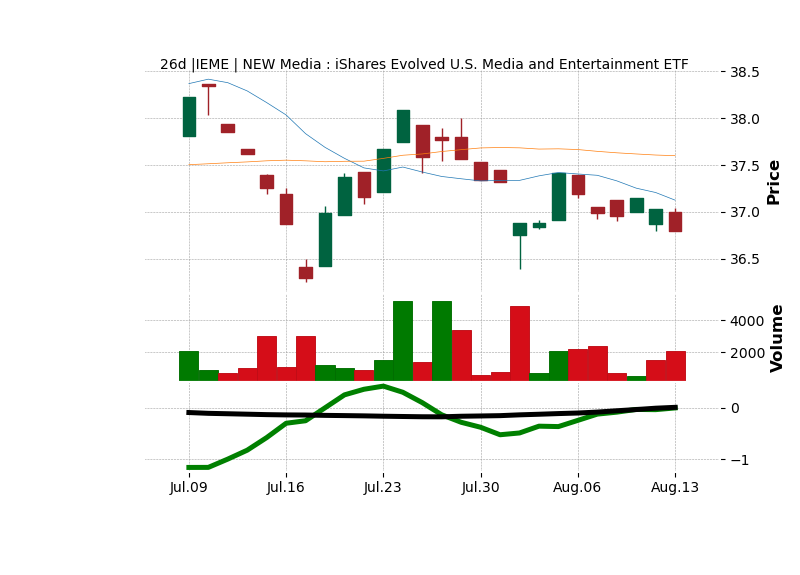 26d |IEME | NEW Media : iShares Evolved U.S. Media and Entertainment ETF
38.5
38.0
37.5
37.0
36.5
Price
4000
2000
Volume
0
−1
Jul.09 Jul.16 Jul.23 Jul.30 Aug.06 Aug.13